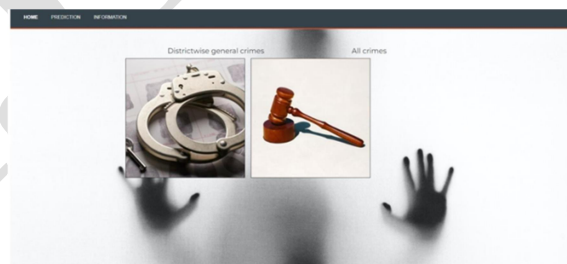 HOME PREDICTION INFORMATION
Districtwise general crimes All crimes